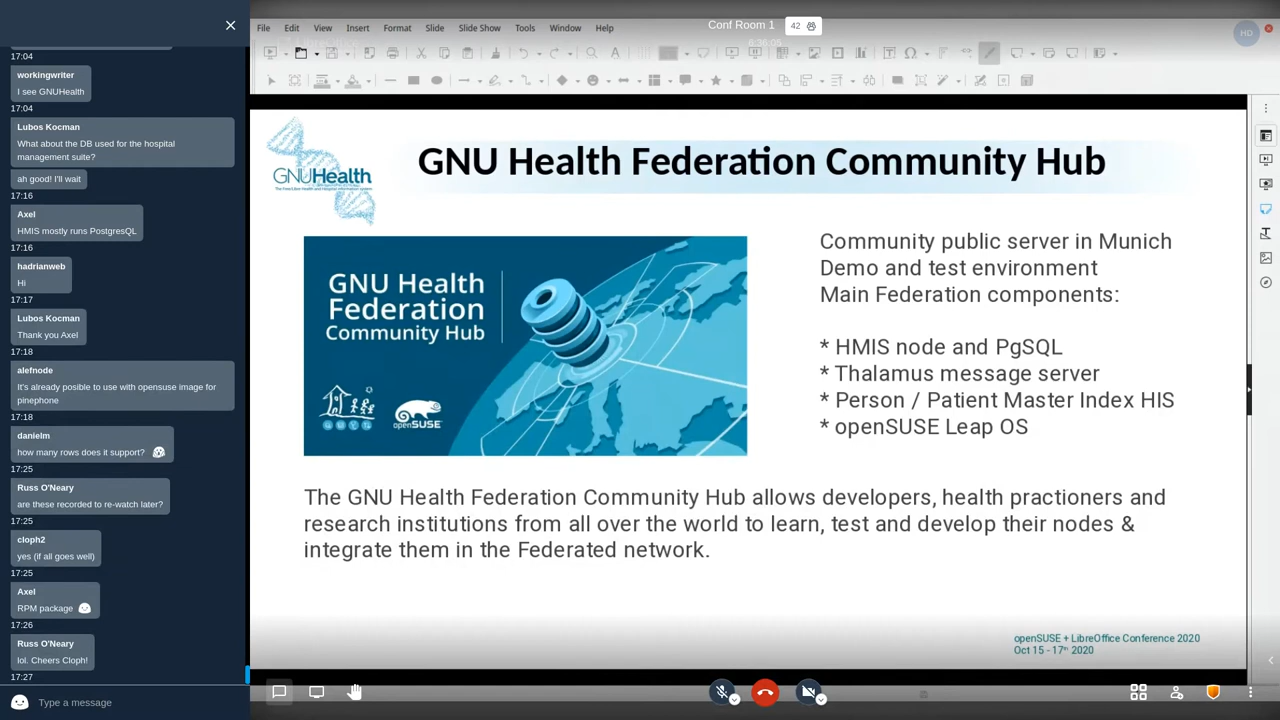 17:04
workingwriter
I see GNUHealth
17:04
Lubos Kocman
What about the DB used for the hospital
management suite?
ah good! I'll wait
17:16
Axel
HMIS mostly runs PostgresQL
17:16
hadrianweb
Hi
17:17
Lubos Kocman
Thank you Axel
17:18
alefnode
It's already posible to use with opensuse image for
pinephone
17:18
danielm
how many rows does it support?
17:25
Russ O'Neary
are these recorded to re-watch later?
17:25
cloph2
yes (if all goes well)
17:25
Axel
RPM package
17:26
Russ O'Neary
lol. Cheers Cloph!
17:27
Type a message
File Edit View Insert Format Slide Slide Show Tools Window Help
Conf Room 1 42
8:36:05
HD
GNUHealth
GNU Health Federation Community Hub
GNU Health
Federation
Community Hub
openSUSE
Community public server in Munich
Demo and test environment
Main Federation components:
* HMIS node and PgSQL
* Thalamus message server
* Person / Patient Master Index HIS
* openSUSE Leap OS
The GNU Health Federation Community Hub allows developers, health practioners and
research institutions from all over the world to learn, test and develop their nodes &
integrate them in the Federated network.
openSUSE + LibreOffice Conference 2020
Oct 15 - 17th 2020